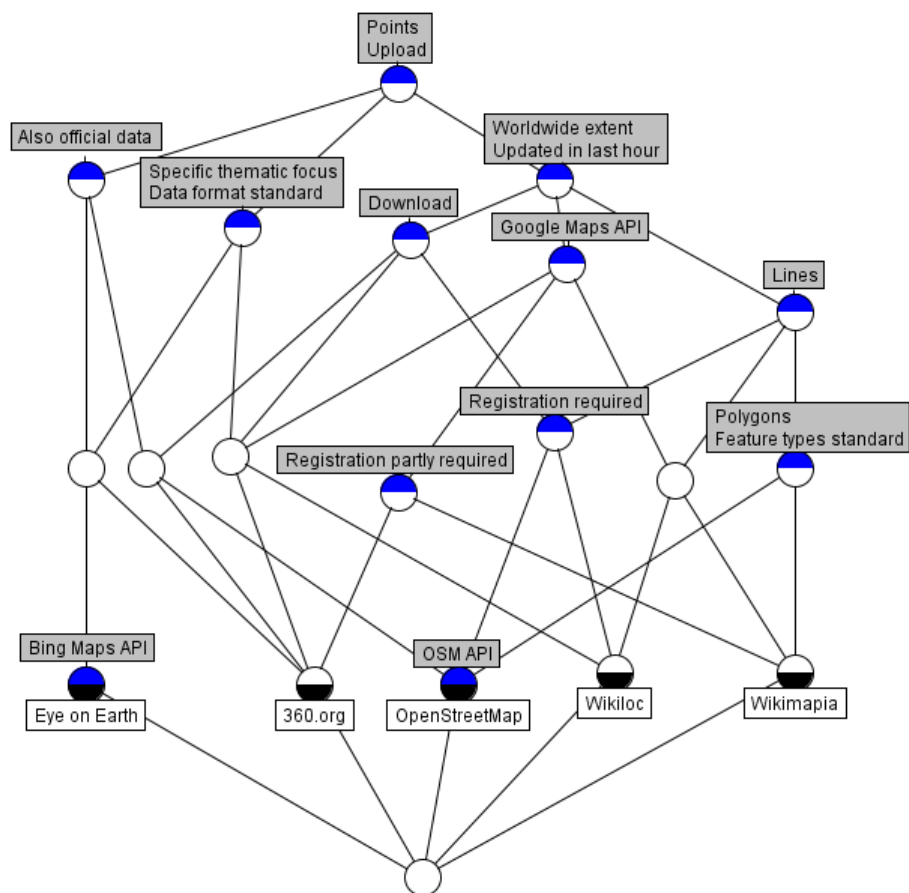 Points
Upload
Also official data
Worldwide extent
Updated in last hour
Specific thematic focus
Data format standard
Download
Google Maps API
Lines
Registration required
Polygons
Feature types standard
Registration partly required
Bing Maps API
OSM API
Eye on Earth
360.org
OpenStreetMap
Wikiloc
Wikimapia